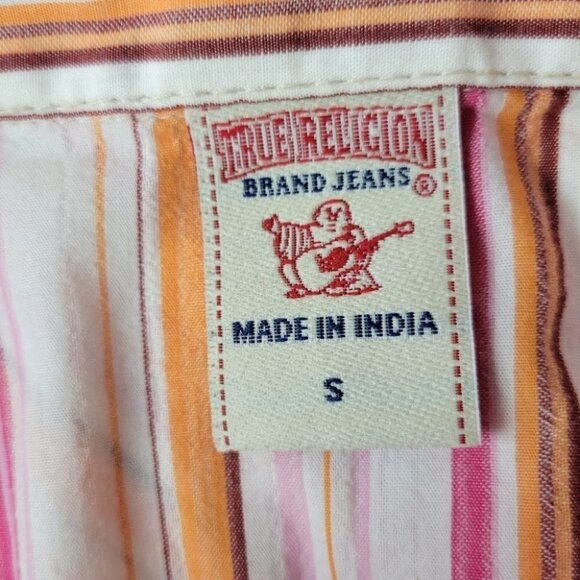 TRUE RELIGION
BRAND JEANS®
MADE IN INDIA
S